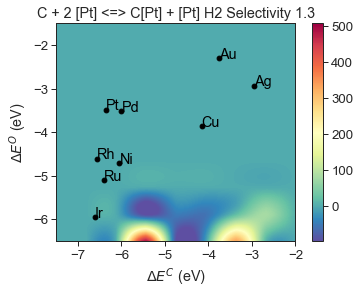 C + 2 [Pt] <=> C[Pt] + [Pt] H2 Selectivity 1.3
ΔE^O (eV)
−2
−3
−4
−5
−6
Au
Ag
Pt
Pd
Cu
Rh
Ni
Ru
Ir
−7
−6
−5
−4
−3
−2
ΔE^C (eV)
500
400
300
200
100
0